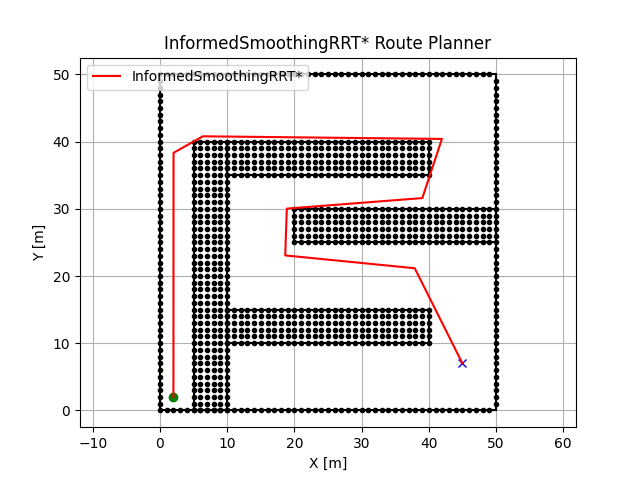 InformedSmoothingRRT* Route Planner
InformedSmoothingRRT*
50
40
30
20
10
0
Y [m]
−10 0 10 20 30 40 50 60
X [m]